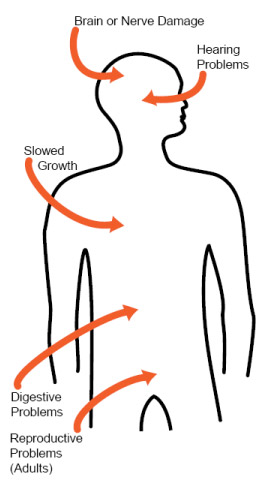 Brain or Nerve Damage
Hearing
Problems
Slowed
Growth
Digestive
Problems
Reproductive
Problems
(Adults)